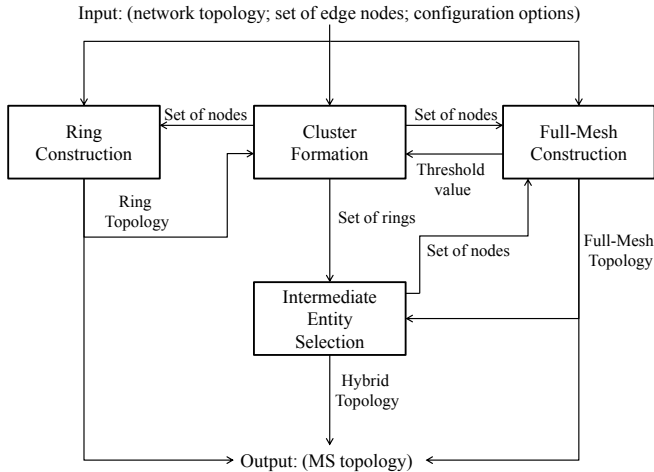 Input: (network topology; set of edge nodes; configuration options)
Set of nodes
Set of nodes
Ring
Construction
Cluster
Formation
Full-Mesh
Construction
Threshold
value
Ring
Topology
Set of rings
Set of nodes
Full-Mesh
Topology
Intermediate
Entity
Selection
Hybrid
Topology
Output: (MS topology)